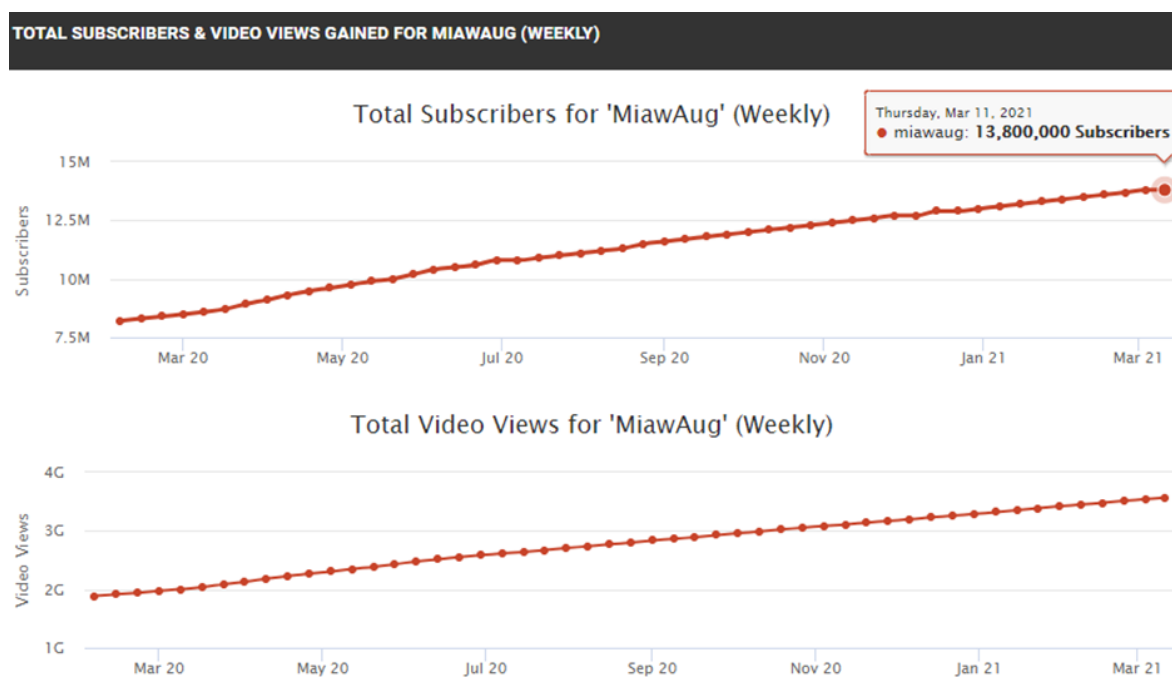 TOTAL SUBSCRIBERS & VIDEO VIEWS GAINED FOR MIAWAUG (WEEKLY)
Total Subscribers for 'MiawAug' (Weekly)
Thursday, Mar 11, 2021
● miawaug: 13,800,000 Subscribers
15M
12.5M
10M
7.5M
Subscribers
Mar 20 May 20 Jul 20 Sep 20 Nov 20 Jan 21 Mar 21
Total Video Views for 'MiawAug' (Weekly)
4G
3G
2G
1G
Video Views
Mar 20 May 20 Jul 20 Sep 20 Nov 20 Jan 21 Mar 21